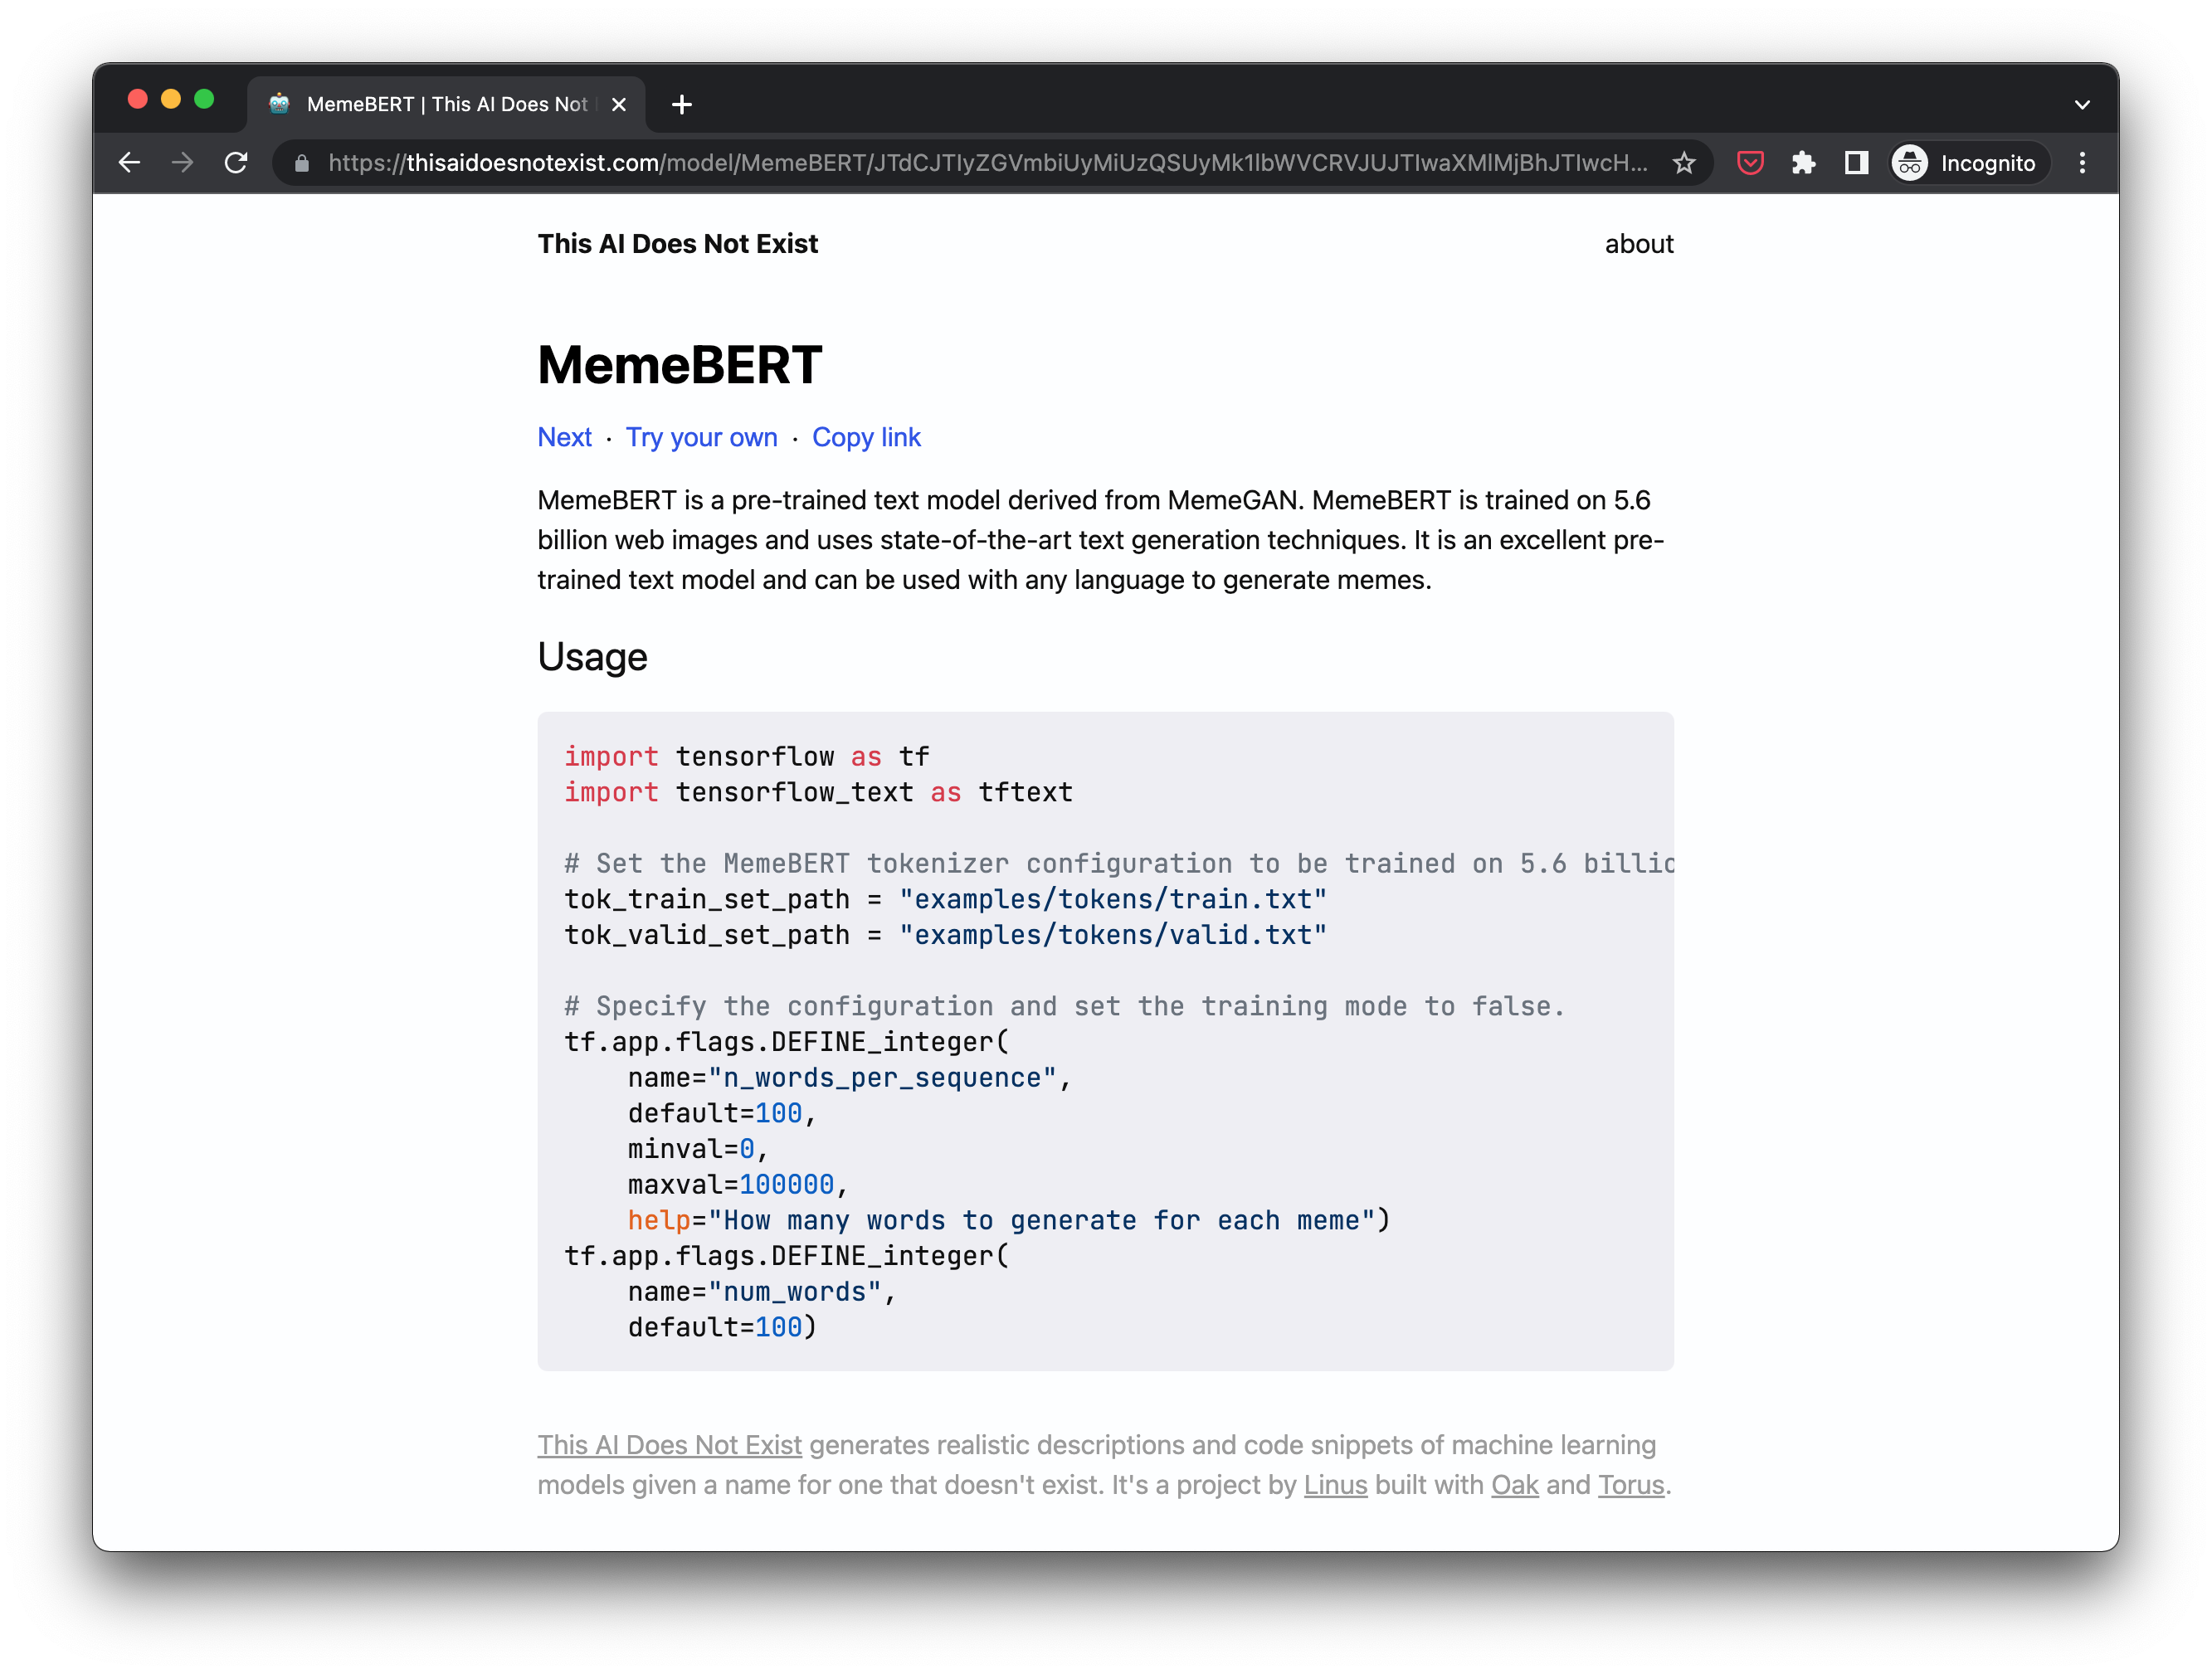 MemeBERT | This AI Does Not
https://thisaidoesnotexist.com/model/MemeBERT/JTdCJTIyZGVmbiUyMiUzQSUyMk1lbWVCRVJUJTIwaXMlMjBhJTIwcH...
Incognito
This AI Does Not Exist
about
MemeBERT
Next · Try your own · Copy link
MemeBERT is a pre-trained text model derived from MemeGAN. MemeBERT is trained on 5.6
billion web images and uses state-of-the-art text generation techniques. It is an excellent pre-
trained text model and can be used with any language to generate memes.
Usage
import tensorflow as tf
import tensorflow_text as tftext
# Set the MemeBERT tokenizer configuration to be trained on 5.6 billio
tok_train_set_path = "examples/tokens/train.txt"
tok_valid_set_path = "examples/tokens/valid.txt"
# Specify the configuration and set the training mode to false.
tf.app.flags.DEFINE_integer(
    name="n_words_per_sequence",
    default=100,
    minval=0,
    maxval=100000,
    help="How many words to generate for each meme")
tf.app.flags.DEFINE_integer(
    name="num_words",
    default=100)
This AI Does Not Exist generates realistic descriptions and code snippets of machine learning
models given a name for one that doesn't exist. It's a project by Linus built with Oak and Torus.